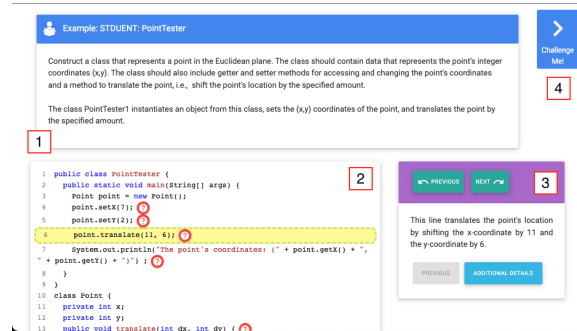 Example: STDUENT: PointTester
Challenge
Me!
4
Construct a class that represents a point in the Euclidean plane. The class should contain data that represents the point's integer
coordinates (x,y). The class should also include getter and setter methods for accessing and changing the point's coordinates
and a method to translate the point, i.e., shift the point's location by the specified amount.
The class PointTester1 instantiates an object from this class, sets the (x,y) coordinates of the point, and translates the point by
the specified amount.
1
2
1 public class PointTester {
2 public static void main(String[] args) {
3 Point point = new Point();
4 point.setX(7); ?
5 point.setY(2); ?
6 point.translate(11, 6); ?
7 System.out.println("The point's coordinates: (" + point.getX() + ",
" + point.getY() + ")") ; ?
8 }
9 }
10 class Point {
11 private int x;
12 private int y;
13 public void translate(int dx, int dy) { ?
PREVIOUS NEXT 3
This line translates the point's location
by shifting the x-coordinate by 11 and
the y-coordinate by 6.
PREVIOUS ADDITIONAL DETAILS